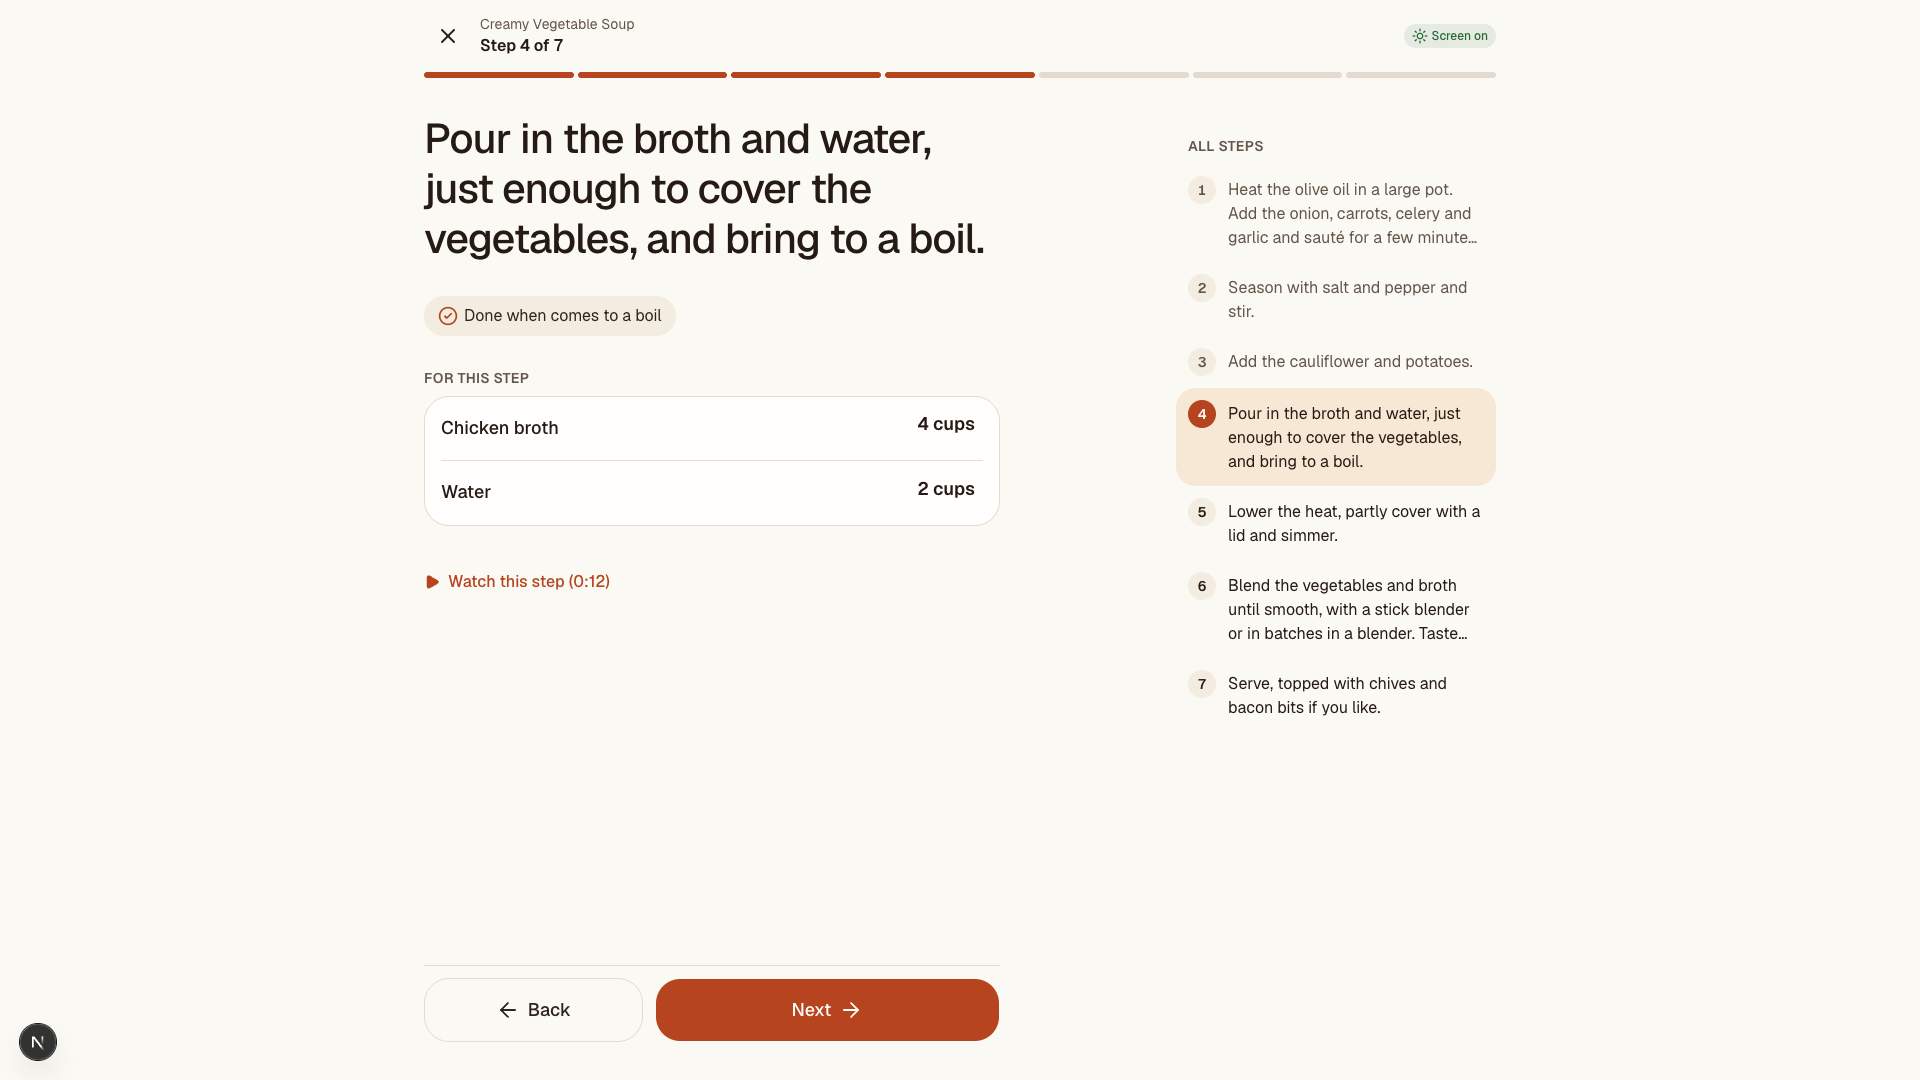 Creamy Vegetable Soup
Step 4 of 7
Screen on
Pour in the broth and water,
just enough to cover the
vegetables, and bring to a boil.
Done when comes to a boil
FOR THIS STEP
Chicken broth 4 cups
Water 2 cups
Watch this step (0:12)
Back
Next
ALL STEPS
1 Heat the olive oil in a large pot.
Add the onion, carrots, celery and
garlic and sauté for a few minute…
2 Season with salt and pepper and
stir.
3 Add the cauliflower and potatoes.
4 Pour in the broth and water, just
enough to cover the vegetables,
and bring to a boil.
5 Lower the heat, partly cover with a
lid and simmer.
6 Blend the vegetables and broth
until smooth, with a stick blender
or in batches in a blender. Taste…
7 Serve, topped with chives and
bacon bits if you like.
N